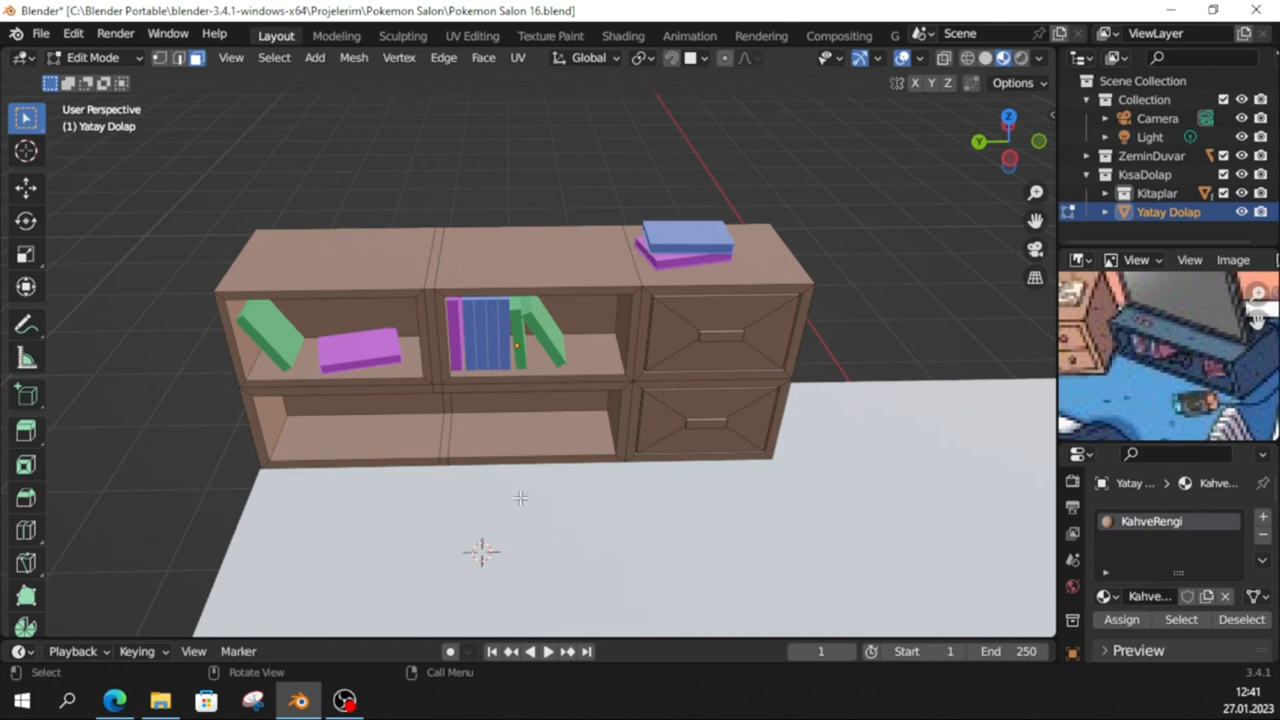 Blender* [C:\Blender Portable\blender-3.4.1-windows-x64\Projelerim\Pokemon Salon\Pokemon Salon 16.blend]
File Edit Render Window Help Layout Modeling Sculpting UV Editing Texture Paint Shading Animation Rendering Compositing G Scene ViewLayer
Edit Mode View Select Add Mesh Vertex Edge Face UV Global
X Y Z Options
User Perspective
(1) Yatay Dolap
Z
Y
Scene Collection
Collection
Camera
Light
ZeminDuvar
KısaDolap
Kitaplar
Yatay Dolap
View View Image
Yatay ... > Kahve...
KahveRengi
Kahve...
Assign Select Deselect
Preview
Playback Keying View Marker 1 Start 1 End 250
Select Rotate View Call Menu 3.4.1
12:41
27.01.2023